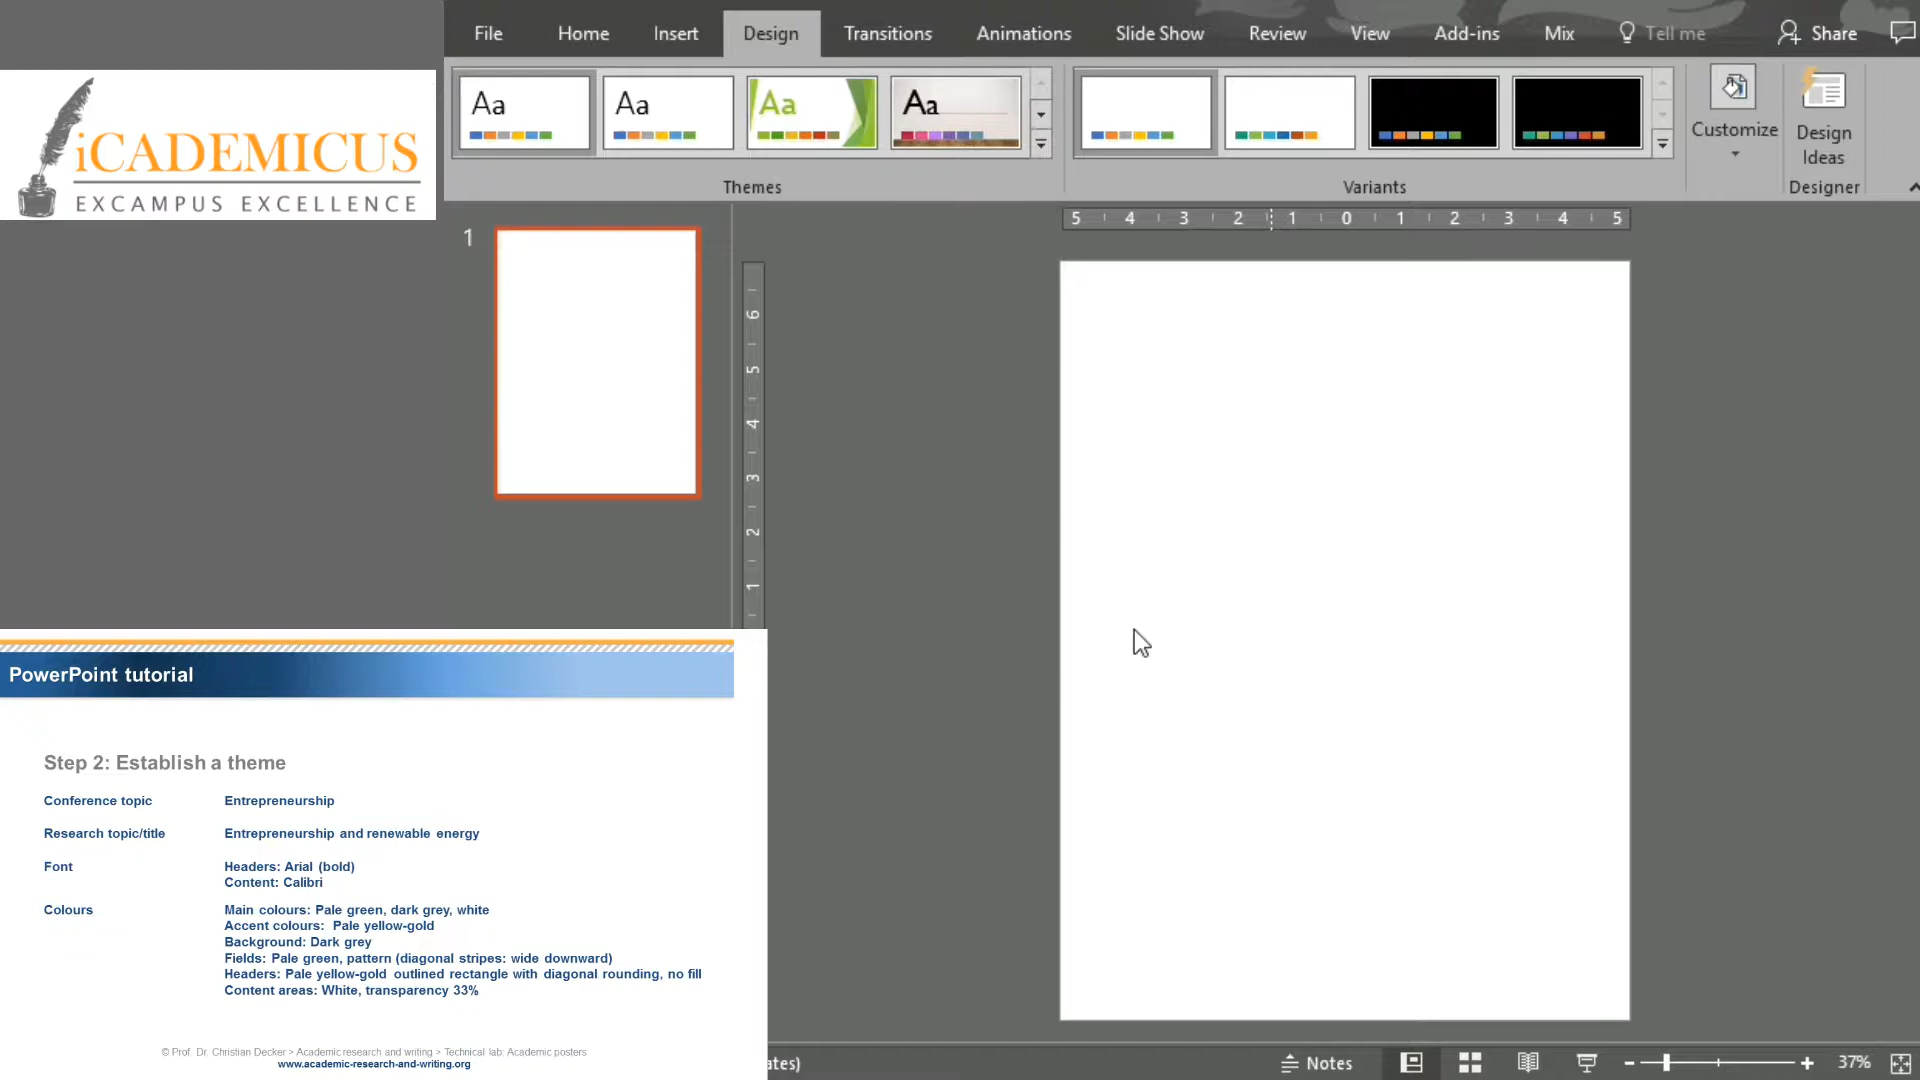 File Home Insert Design Transitions Animations Slide Show Review View Add-ins Mix Tell me Share
iCADEMICUS
EXCAMPUS EXCELLENCE
Aa Aa Aa Aa
Themes
Variants
Customize
Design
Ideas
Designer
5 4 3 2 1 0 1 2 3 4 5
1
6
5
4
3
2
1
PowerPoint tutorial
Step 2: Establish a theme
Conference topic Entrepreneurship
Research topic/title Entrepreneurship and renewable energy
Font Headers: Arial (bold)
Content: Calibri
Colours Main colours: Pale green, dark grey, white
Accent colours: Pale yellow-gold
Background: Dark grey
Fields: Pale green, pattern (diagonal stripes: wide downward)
Headers: Pale yellow-gold outlined rectangle with diagonal rounding, no fill
Content areas: White, transparency 33%
© Prof. Dr. Christian Decker > Academic research and writing > Technical lab: Academic posters
www.academic-research-and-writing.org
ates) Notes 37%